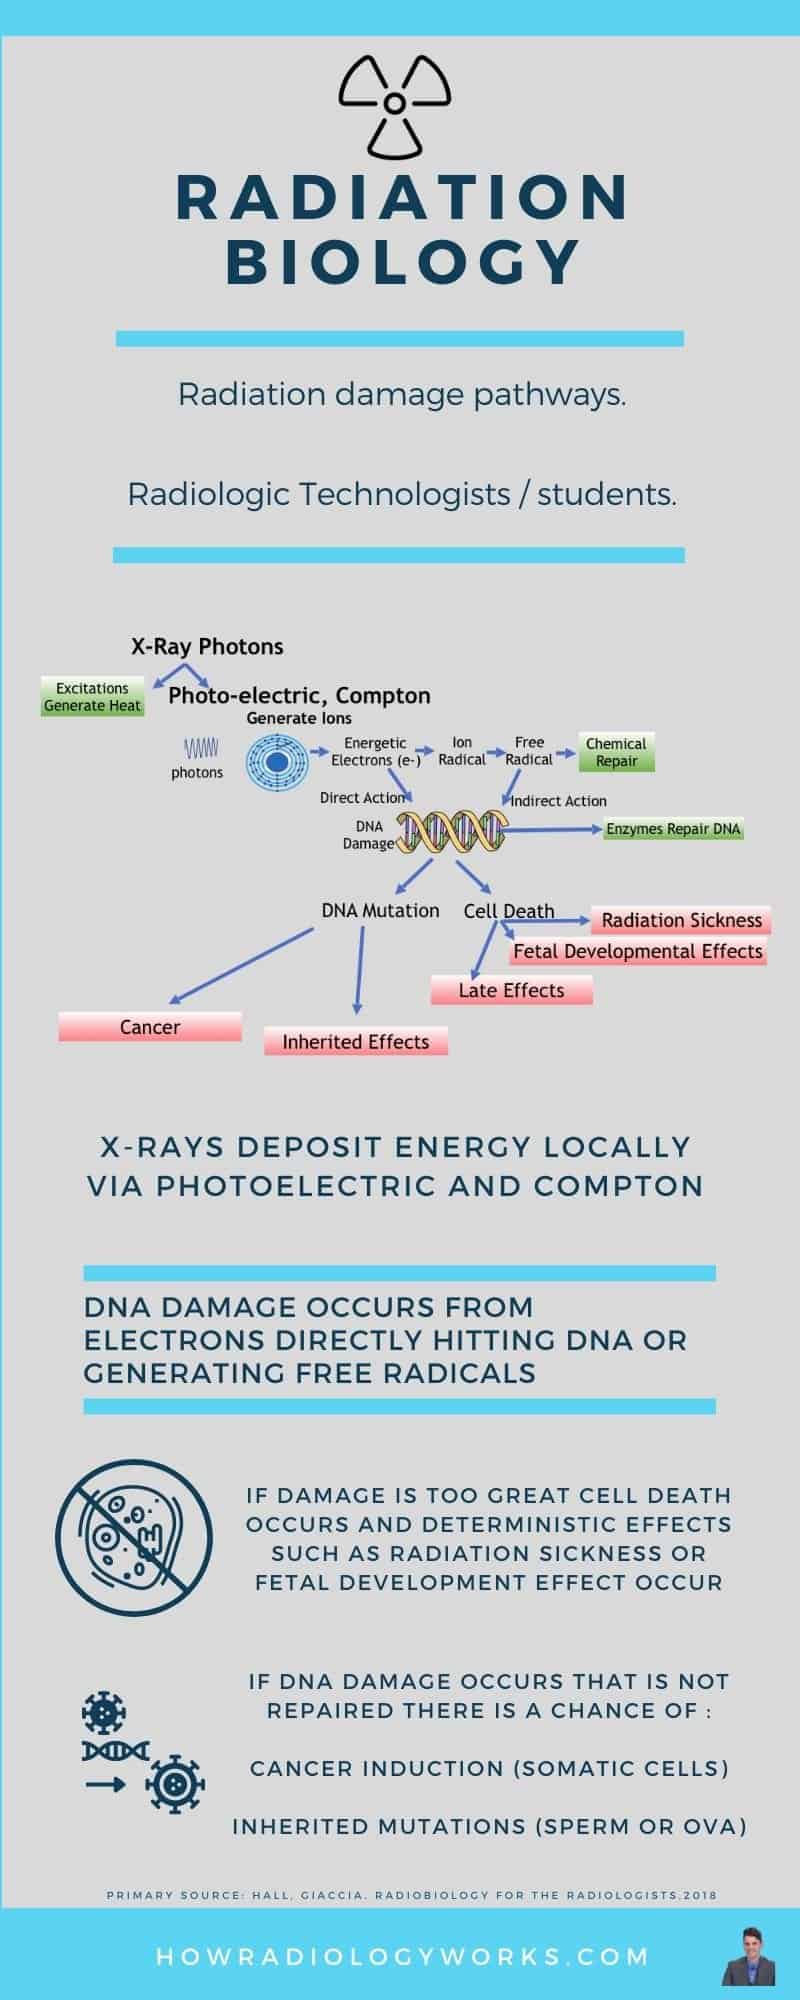 RADIATION
BIOLOGY
Radiation damage pathways.
Radiologic Technologists / students.
X-Ray Photons
Excitations
Generate Heat
Photo-electric, Compton
Generate Ions
photons
Energetic
Electrons (e-)
Ion
Radical
Free
Radical
Chemical
Repair
Direct Action
Indirect Action
DNA
Damage
Enzymes Repair DNA
DNA Mutation
Cell Death
Radiation Sickness
Fetal Developmental Effects
Late Effects
Cancer
Inherited Effects
X-RAYS DEPOSIT ENERGY LOCALLY
VIA PHOTOELECTRIC AND COMPTON
DNA DAMAGE OCCURS FROM
ELECTRONS DIRECTLY HITTING DNA OR
GENERATING FREE RADICALS
IF DAMAGE IS TOO GREAT CELL DEATH
OCCURS AND DETERMINISTIC EFFECTS
SUCH AS RADIATION SICKNESS OR
FETAL DEVELOPMENT EFFECT OCCUR
IF DNA DAMAGE OCCURS THAT IS NOT
REPAIRED THERE IS A CHANCE OF :
CANCER INDUCTION (SOMATIC CELLS)
INHERITED MUTATIONS (SPERM OR OVA)
PRIMARY SOURCE: HALL, GIACCIA. RADIOBIOLOGY FOR THE RADIOLOGISTS.2018
HOWRADIOLOGYWORKS.COM